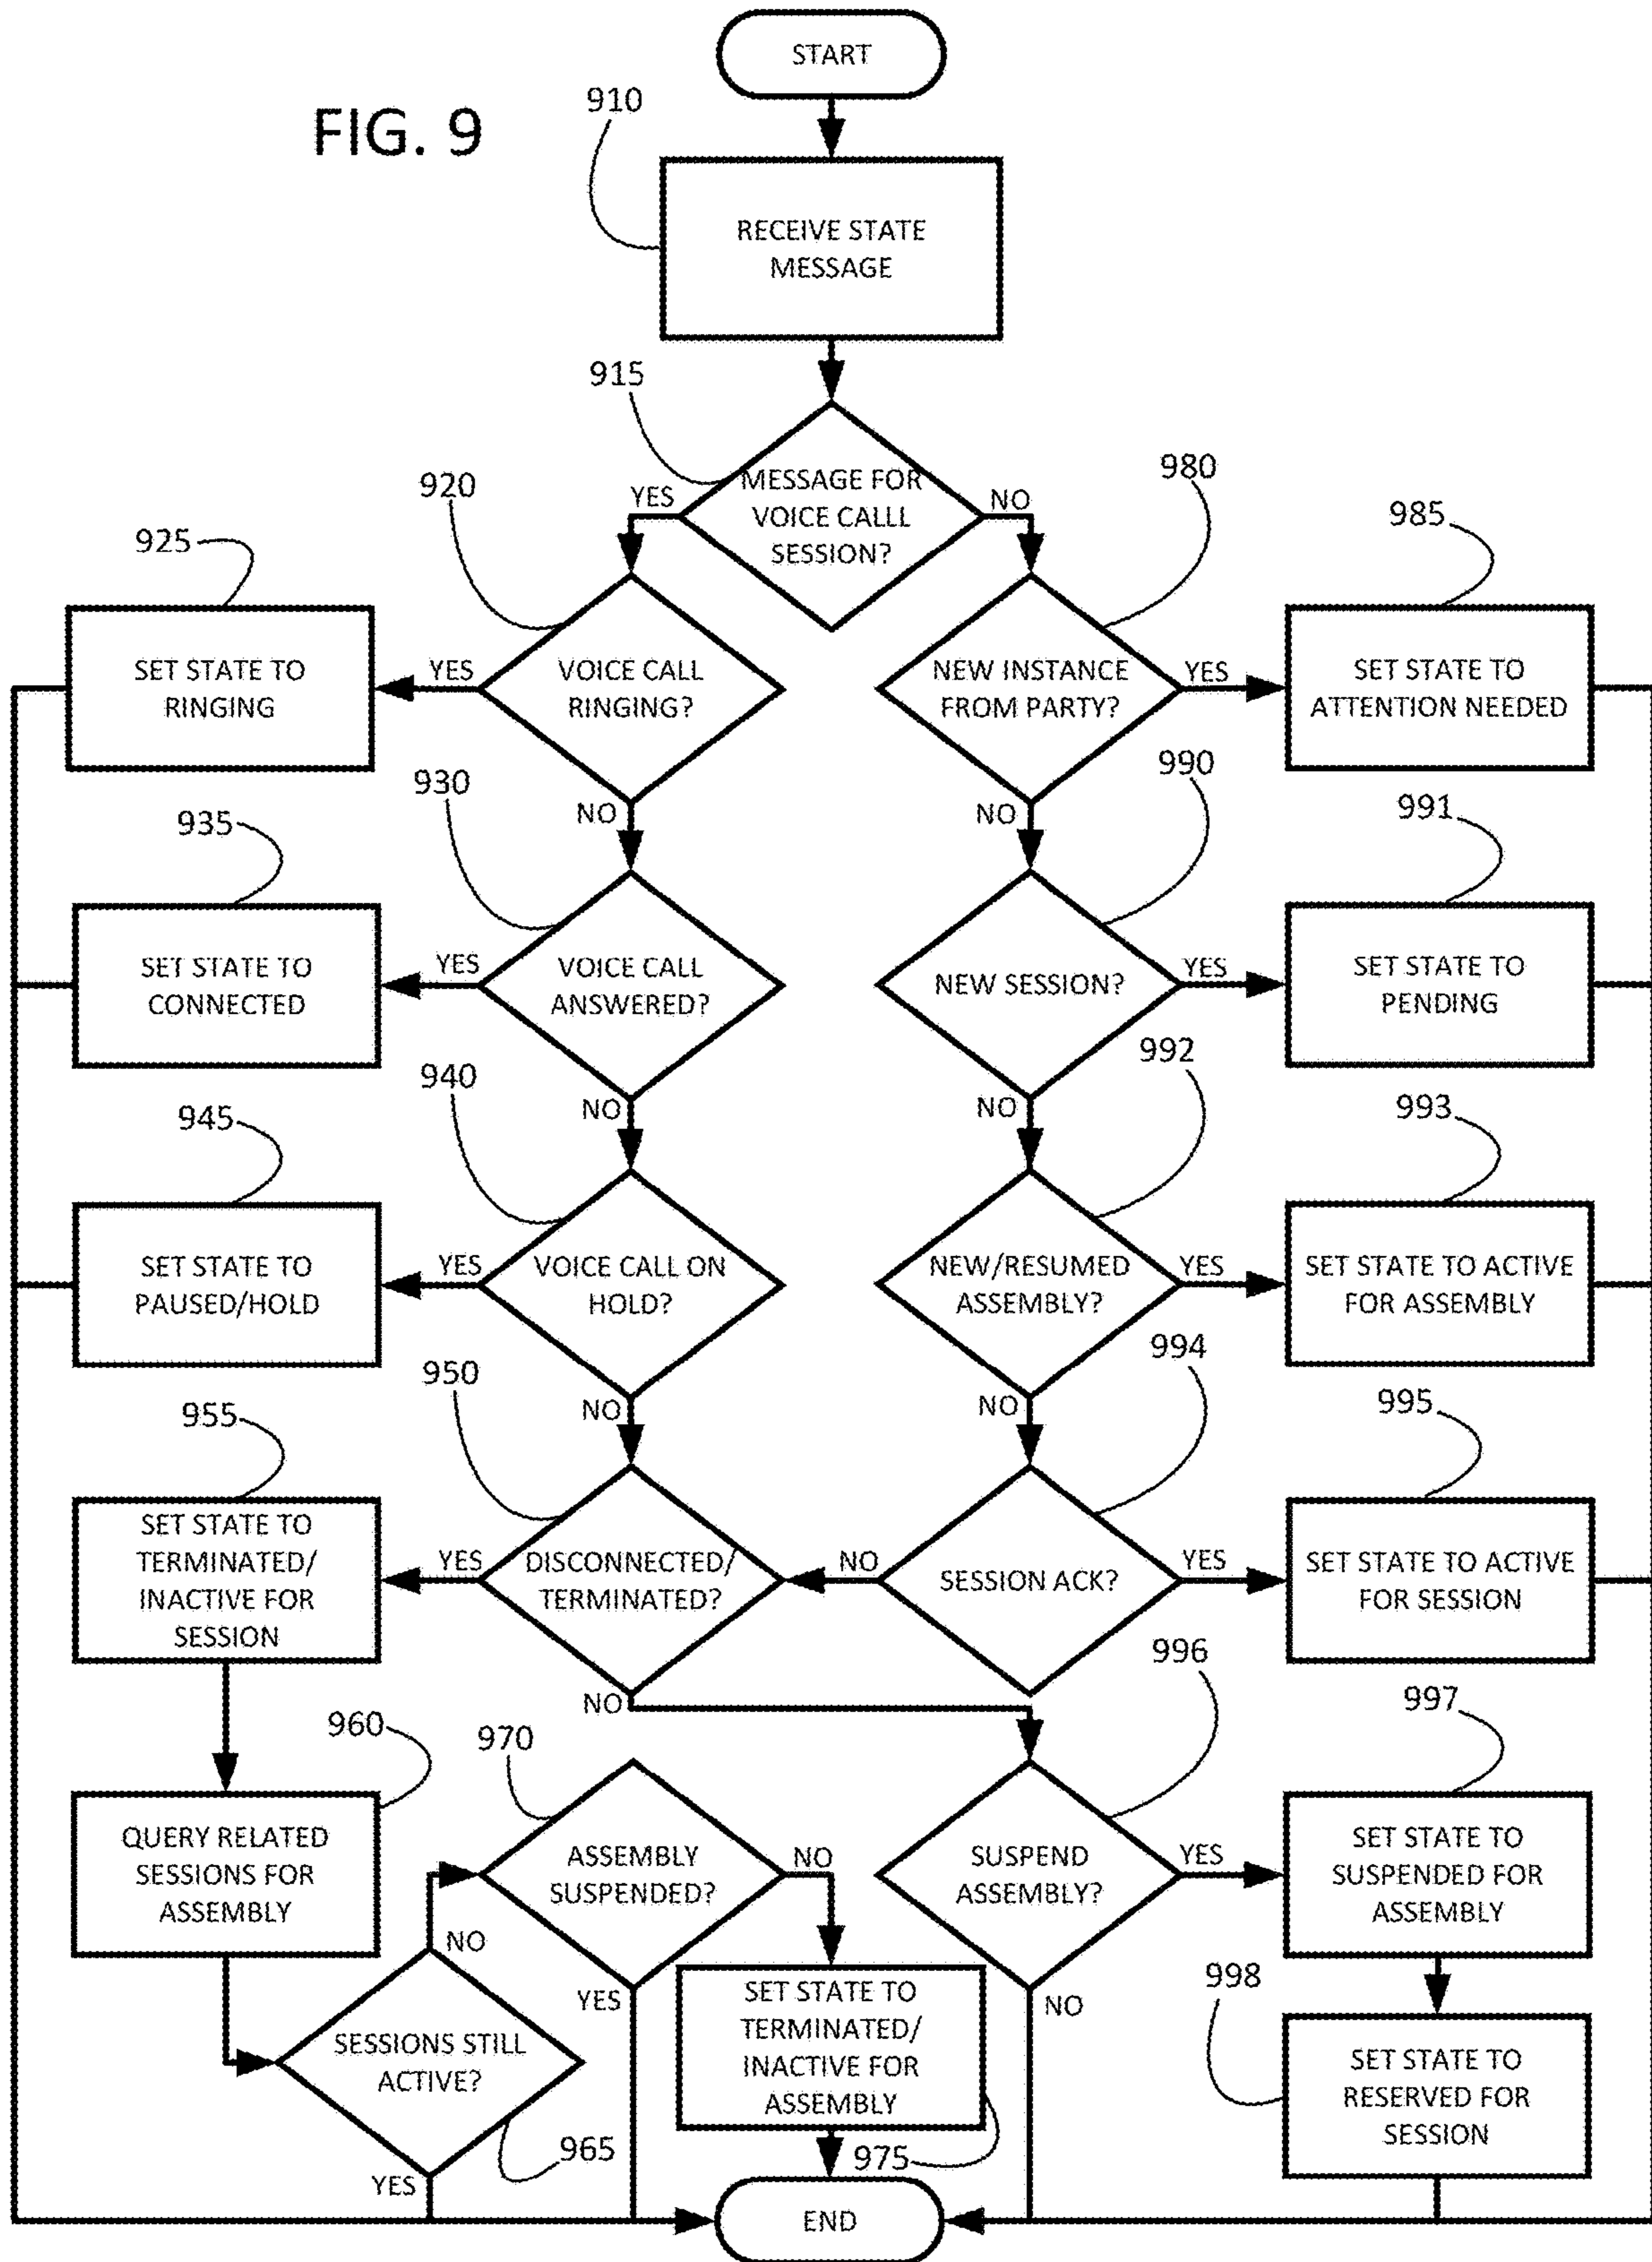 START
FIG. 9
910
RECEIVE STATE
MESSAGE
915
MESSAGE FOR
VOICE CALLL
SESSION?
YES
NO
920
980
925
985
VOICE CALL
RINGING?
YES
SET STATE TO
RINGING
NEW INSTANCE
FROM PARTY?
YES
SET STATE TO
ATTENTION NEEDED
NO
NO
930
990
935
991
SET STATE TO
CONNECTED
YES
VOICE CALL
ANSWERED?
NEW SESSION?
YES
SET STATE TO
PENDING
NO
NO
940
992
945
993
SET STATE TO
PAUSED/HOLD
YES
VOICE CALL ON
HOLD?
NEW/RESUMED
ASSEMBLY?
YES
SET STATE TO ACTIVE
FOR ASSEMBLY
NO
NO
950
994
955
995
SET STATE TO
TERMINATED/
INACTIVE FOR
SESSION
YES
DISCONNECTED/
TERMINATED?
NO
SESSION ACK?
YES
SET STATE TO ACTIVE
FOR SESSION
NO
996
960
970
997
QUERY RELATED
SESSIONS FOR
ASSEMBLY
ASSEMBLY
SUSPENDED?
NO
SUSPEND
ASSEMBLY?
YES
SET STATE TO
SUSPENDED FOR
ASSEMBLY
NO
YES
NO
998
SESSIONS STILL
ACTIVE?
SET STATE TO
TERMINATED/
INACTIVE FOR
ASSEMBLY
SET STATE TO
RESERVED FOR
SESSION
965
975
YES
END